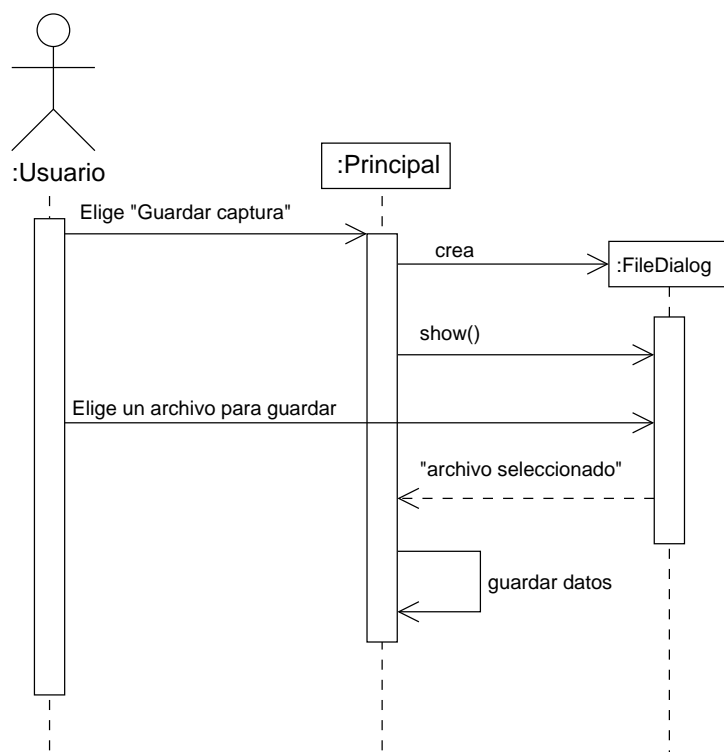 :Usuario
:Principal
Elige "Guardar captura"
crea
:FileDialog
show()
Elige un archivo para guardar
"archivo seleccionado"
guardar datos